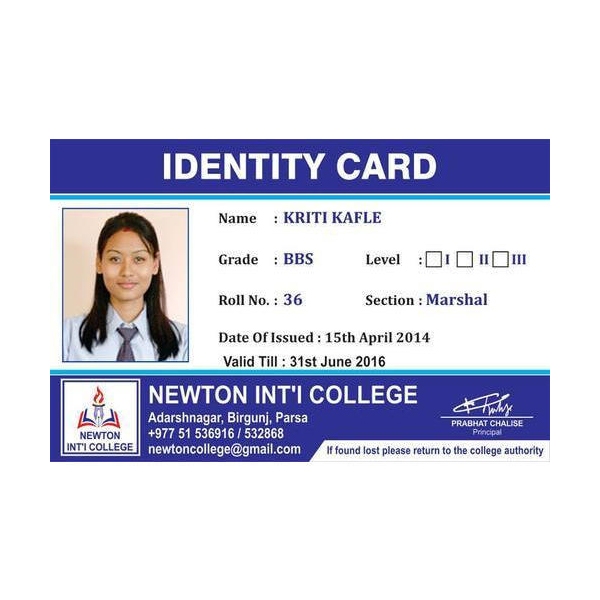 IDENTITY CARD
Name : KRITI KAFLE
Grade : BBS Level : I II III
Roll No. : 36 Section : Marshal
Date Of Issued : 15th April 2014
Valid Till : 31st June 2016
NEWTON
INT'I COLLEGE
NEWTON INT'I COLLEGE
Adarshnagar, Birgunj, Parsa
+977 51 536916 / 532868
newtoncollege@gmail.com
PRABHAT CHALISE
Principal
If found lost please return to the college authority